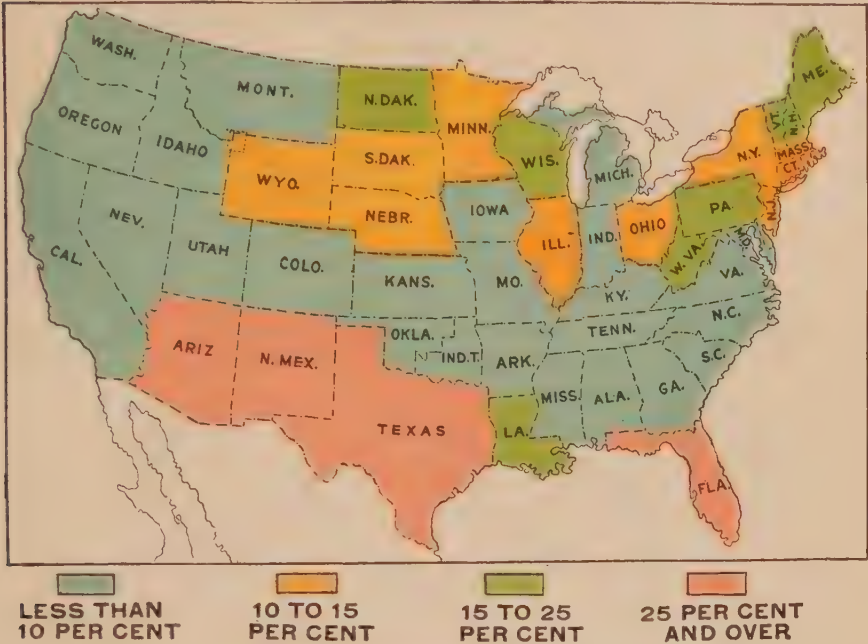 WASH.
MONT.
N.DAK.
MINN.
ME.
OREGON
IDAHO
S.DAK.
WIS.
MICH.
VT.
N.H.
N.Y.
MASS.
CT.
WYO.
NEBR.
IOWA
PA.
N.J.
NEV.
UTAH
COLO.
ILL.
IND.
OHIO
W.VA.
MD.
CAL.
KANS.
MO.
KY.
VA.
ARIZ
N.MEX.
OKLA.
IND.T.
ARK.
TENN.
N.C.
S.C.
TEXAS
LA.
MISS.
ALA.
GA.
FLA.
LESS THAN
10 PER CENT
10 TO 15
PER CENT
15 TO 25
PER CENT
25 PER CENT
AND OVER